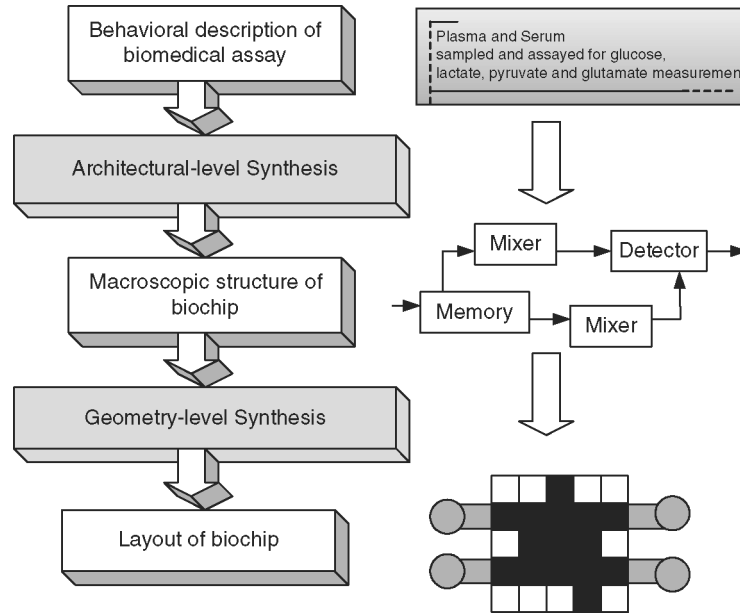 Behavioral description of
biomedical assay
Architectural-level Synthesis
Macroscopic structure of
biochip
Geometry-level Synthesis
Layout of biochip
Plasma and Serum
sampled and assayed for glucose,
lactate, pyruvate and glutamate measuremen
Mixer
Detector
Memory
Mixer